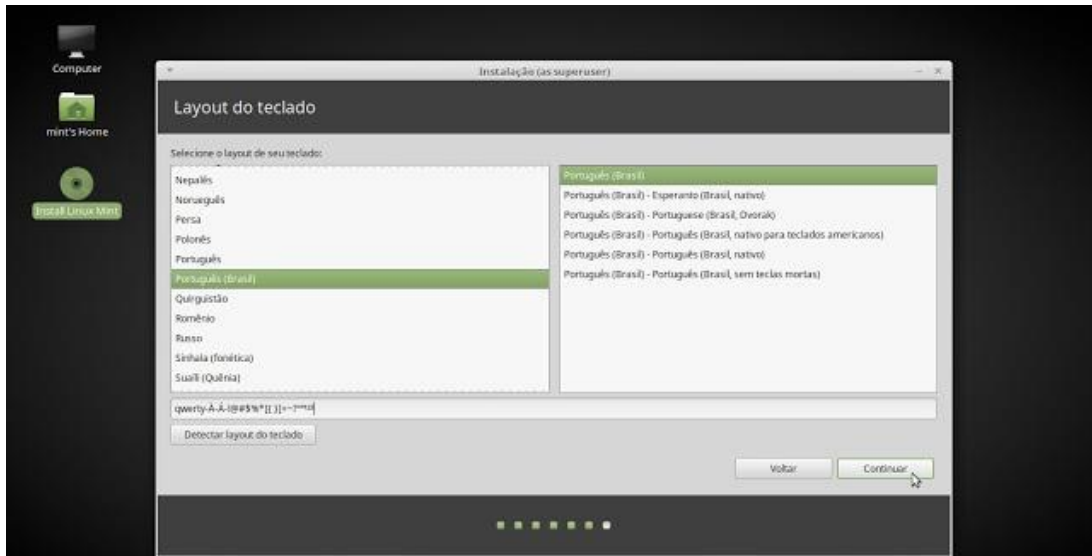 Computer
mint's Home
Install Linux Mint
Instalação (as superuser)
Layout do teclado
Selecione o layout de seu teclado:
Nepalês
Norueguês
Persa
Polonês
Português
Português (Brasil)
Quirguistão
Romênio
Russo
Sinhala (fonética)
Suaíli (Quênia)
Português (Brasil)
Português (Brasil) - Esperanto (Brasil, nativo)
Português (Brasil) - Portuguese (Brasil, Dvorak)
Português (Brasil) - Português (Brasil, nativo para teclados americanos)
Português (Brasil) - Português (Brasil, nativo)
Português (Brasil) - Português (Brasil, sem teclas mortas)
Detectar layout do teclado
Voltar
Continuar